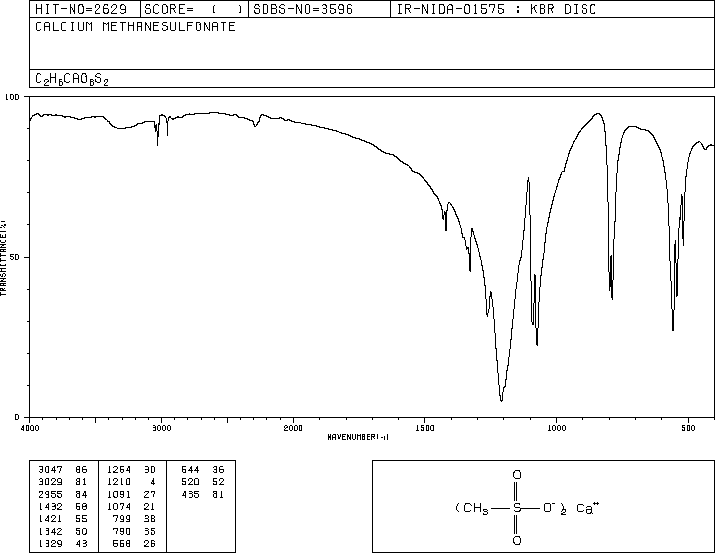 HIT-NO=2629 SCORE= ( ) SDBS-NO=3596 IR-NIDA-01575 : KBR DISC
CALCIUM METHANESULFONATE
C2H6CAO6S2
100
50
0
TRANSMITTANCE(%)
4000 3000 2000 1500 1000 500
WAVENUMBER(-1)
3047 86 1264 30 544 36
3029 81 1210 4 520 52
2955 84 1091 27 435 81
1432 60 1074 21
1421 55 799 38
1342 50 790 35
1329 43 558 26
O
(CH3 S O-)2 Ca++
O